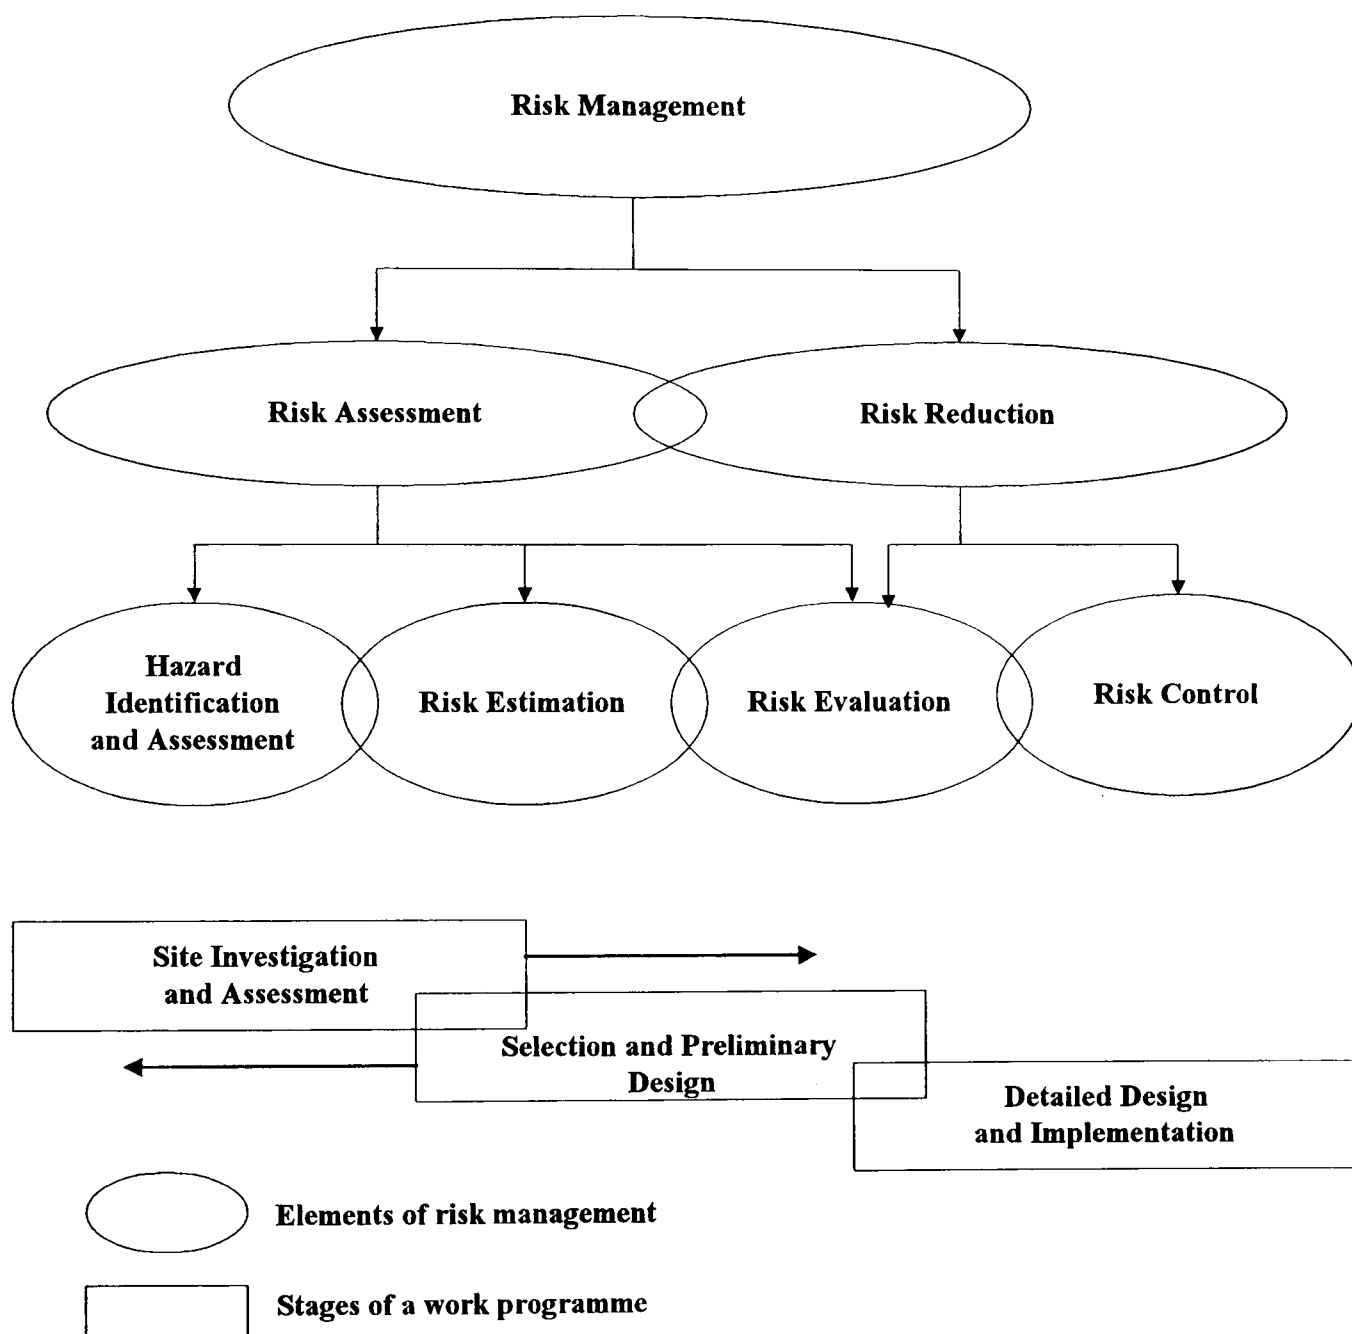 Risk Management
Risk Assessment
Risk Reduction
Hazard
Identification
and Assessment
Risk Estimation
Risk Evaluation
Risk Control
Site Investigation
and Assessment
Selection and Preliminary
Design
Detailed Design
and Implementation
Elements of risk management
Stages of a work programme